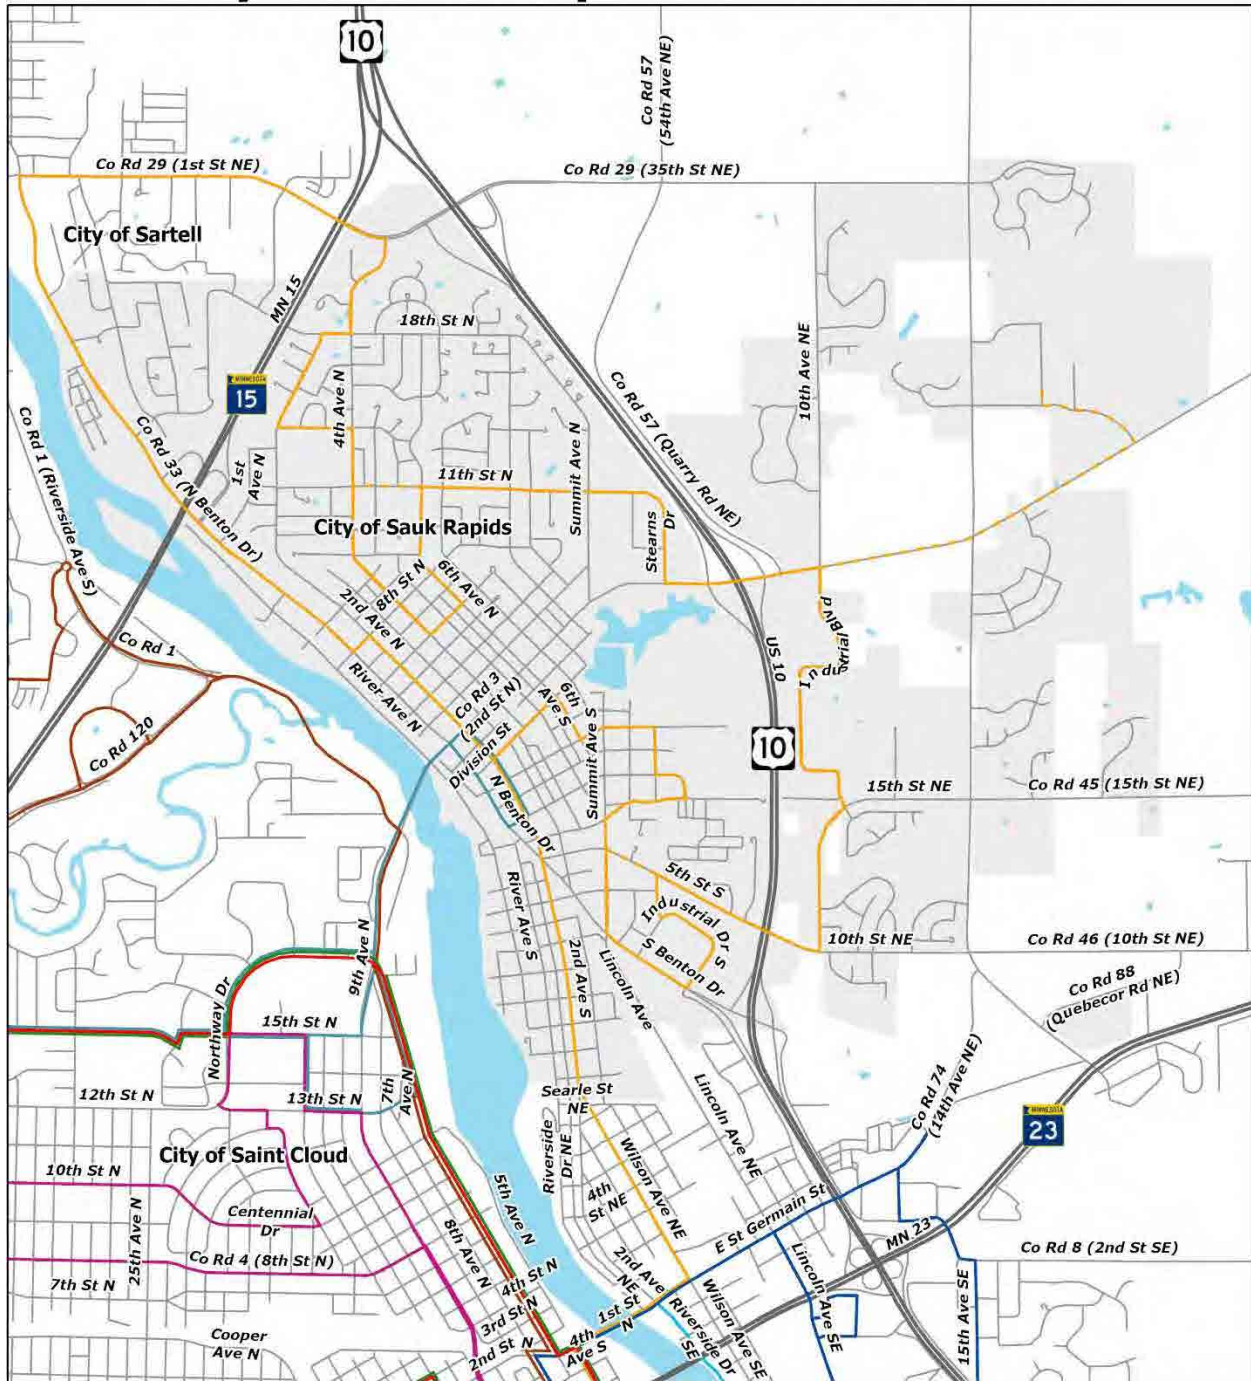 10
Co Rd 57
(54th Ave NE)
Co Rd 29 (1st St NE)
Co Rd 29 (35th St NE)
City of Sartell
MN 15
18th St N
MINNESOTA
15
4th Ave N
10th Ave NE
Co Rd 57 (Quarry Rd NE)
Co Rd 1 (Riverside Ave S)
Co Rd 33 (N Benton Dr)
1st
Ave N
11th St N
Summit Ave N
City of Sauk Rapids
Stearns
Dr
6th Ave N
8th St N
2nd Ave N
Industrial Blvd
US 10
Co Rd 1
River Ave N
Co Rd 3
(2nd St N)
6th
Ave S
Division St
Summit Ave S
Co Rd 120
10
N Benton Dr
15th St NE
Co Rd 45 (15th St NE)
5th St S
River Ave S
Industrial Dr S
10th St NE
Co Rd 46 (10th St NE)
2nd Ave S
S Benton Dr
Lincoln Ave
9th Ave N
Northway Dr
Co Rd 88
(Quebecor Rd NE)
15th St N
12th St N
13th St N
7th
Ave N
Searle St
NE
Lincoln Ave NE
Co Rd 74
(14th Ave NE)
MINNESOTA
23
City of Saint Cloud
Riverside
Dr NE
Wilson Ave NE
10th St N
5th Ave N
4th
St NE
Centennial
Dr
25th Ave N
8th Ave N
E St Germain St
MN 23
Co Rd 4 (8th St N)
Co Rd 8 (2nd St SE)
7th St N
4th St N
2nd Ave
NE
Lincoln Ave SE
15th Ave SE
3rd St N
1st St
N
Wilson Ave SE
Riverside Dr
SE
Cooper
Ave N
2nd St N
4th
Ave S